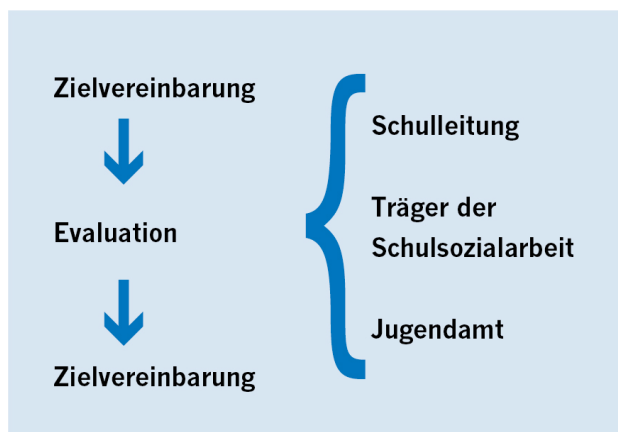 Zielvereinbarung
Evaluation
Zielvereinbarung
Schulleitung
Träger der
Schulsozialarbeit
Jugendamt